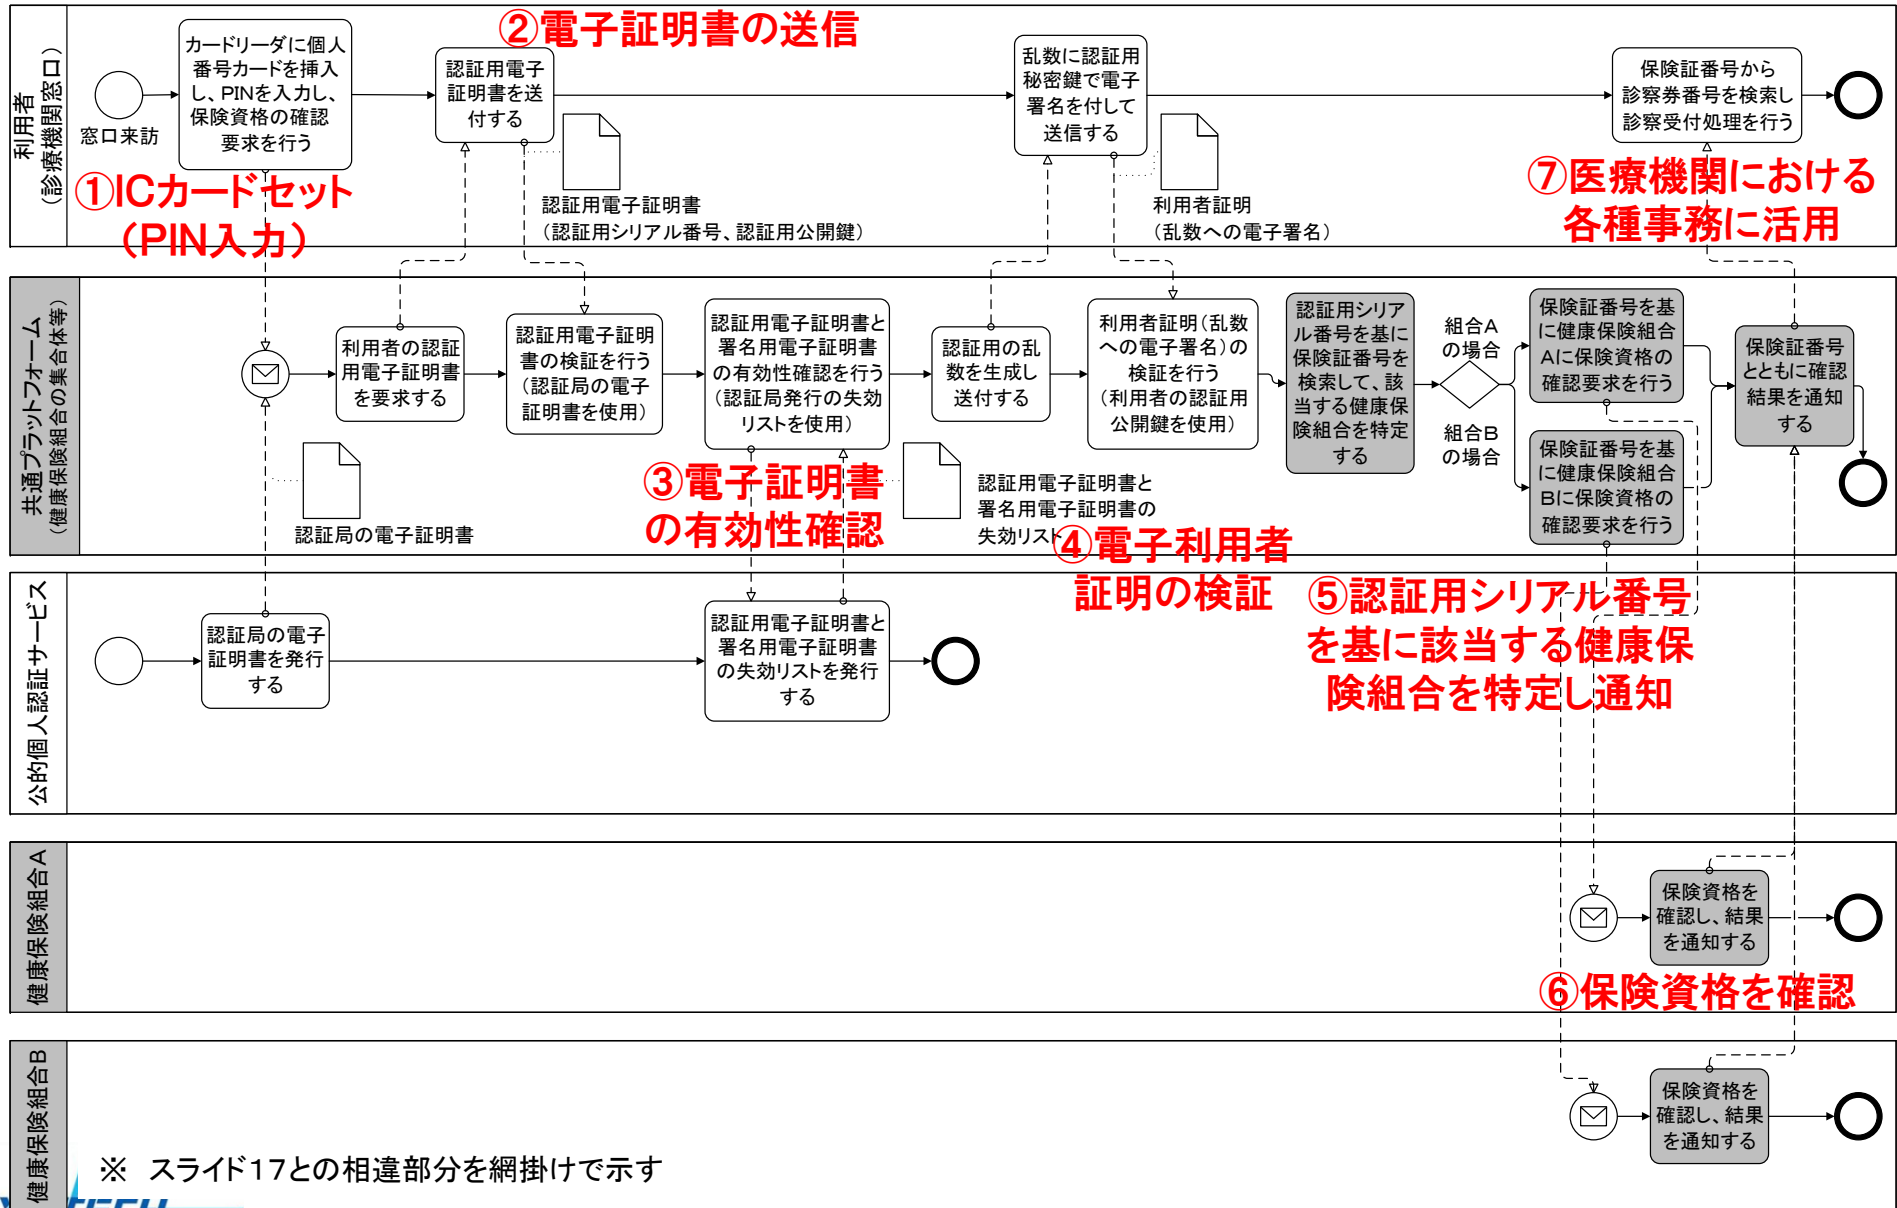 利用者
（診療機関窓口）
窓口来訪
カードリーダに個人
番号カードを挿入
し、PINを入力し、
保険資格の確認
要求を行う
①ICカードセット
（PIN入力）
②電子証明書の送信
認証用電子
証明書を送
付する
認証用電子証明書
（認証用シリアル番号、認証用公開鍵）
乱数に認証用
秘密鍵で電子
署名を付して
送信する
利用者証明
（乱数への電子署名）
保険証番号から
診察券番号を検索し
診察受付処理を行う
⑦医療機関における
各種事務に活用
共通プラットフォーム
（健康保険組合の集合体等）
利用者の認証
用電子証明書
を要求する
認証局の電子証明書
認証用電子証明
書の検証を行う
（認証局の電子
証明書を使用）
認証用電子証明書と
署名用電子証明書
の有効性確認を行う
（認証局発行の失効
リストを使用）
③電子証明書
の有効性確認
認証用電子証明書と
署名用電子証明書の
失効リスト
認証用の乱
数を生成し
送付する
利用者証明（乱数
への電子署名）の
検証を行う
（利用者の認証用
公開鍵を使用）
④電子利用者
証明の検証
認証用シリア
ル番号を基に
保険証番号を
検索して、該
当する健康保
険組合を特定
する
組合A
の場合
組合B
の場合
保険証番号を基
に健康保険組合
Aに保険資格の
確認要求を行う
保険証番号を基
に健康保険組合
Bに保険資格の
確認要求を行う
保険証番号
とともに確認
結果を通知
する
⑤認証用シリアル番号
を基に該当する健康保
険組合を特定し通知
公的個人認証サービス
認証局の電子
証明書を発行
する
認証用電子証明書と
署名用電子証明書
の失効リストを発行
する
健康保険組合A
保険資格を
確認し、結果
を通知する
⑥保険資格を確認
健康保険組合B
保険資格を
確認し、結果
を通知する
※　スライド17との相違部分を網掛けで示す